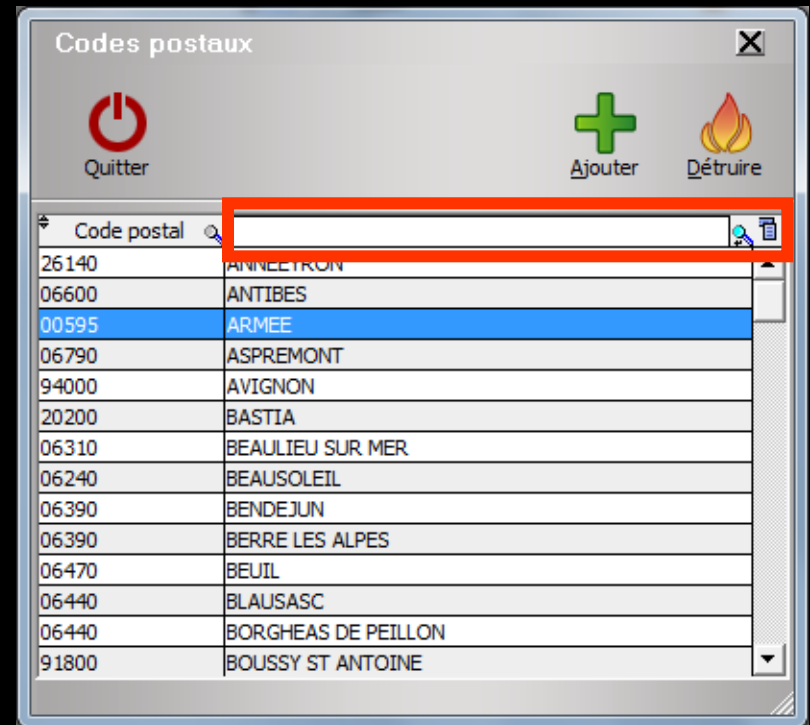 Codes postaux
Quitter Ajouter Détruire
Code postal
26140 ANNEEYRON
06600 ANTIBES
00595 ARMEE
06790 ASPREMONT
94000 AVIGNON
20200 BASTIA
06310 BEAULIEU SUR MER
06240 BEAUSOLEIL
06390 BENDEJUN
06390 BERRE LES ALPES
06470 BEUIL
06440 BLAUSASC
06440 BORGHEAS DE PEILLON
91800 BOUSSY ST ANTOINE